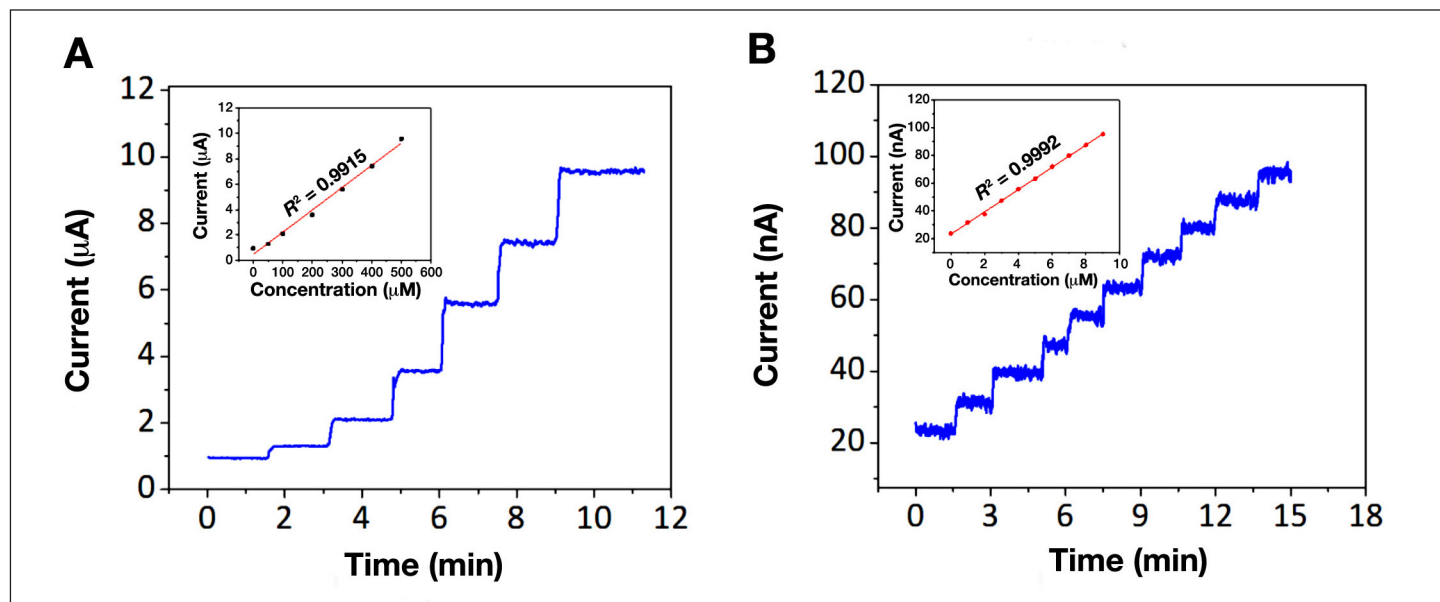 A
Current (μA)
12
10
8
6
4
2
0
0 2 4 6 8 10 12
Time (min)
Current (μA)
12
10
8
6
4
2
0
R² = 0.9915
0 100 200 300 400 500 600
Concentration (μM)
B
Current (nA)
120
100
80
60
40
20
0 3 6 9 12 15 18
Time (min)
Current (nA)
120
100
80
60
40
20
R² = 0.9992
0 2 4 6 8 10
Concentration (μM)